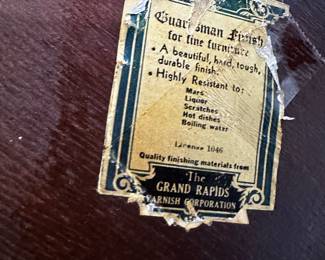 Guardsman Finish
for fine furniture
• A beautiful, hard, tough,
durable finish
• Highly Resistant to:
Mars
Liquor
Scratches
Hot dishes
Boiling water
License 1046
Quality finishing materials from
The
GRAND RAPIDS
VARNISH CORPORATION